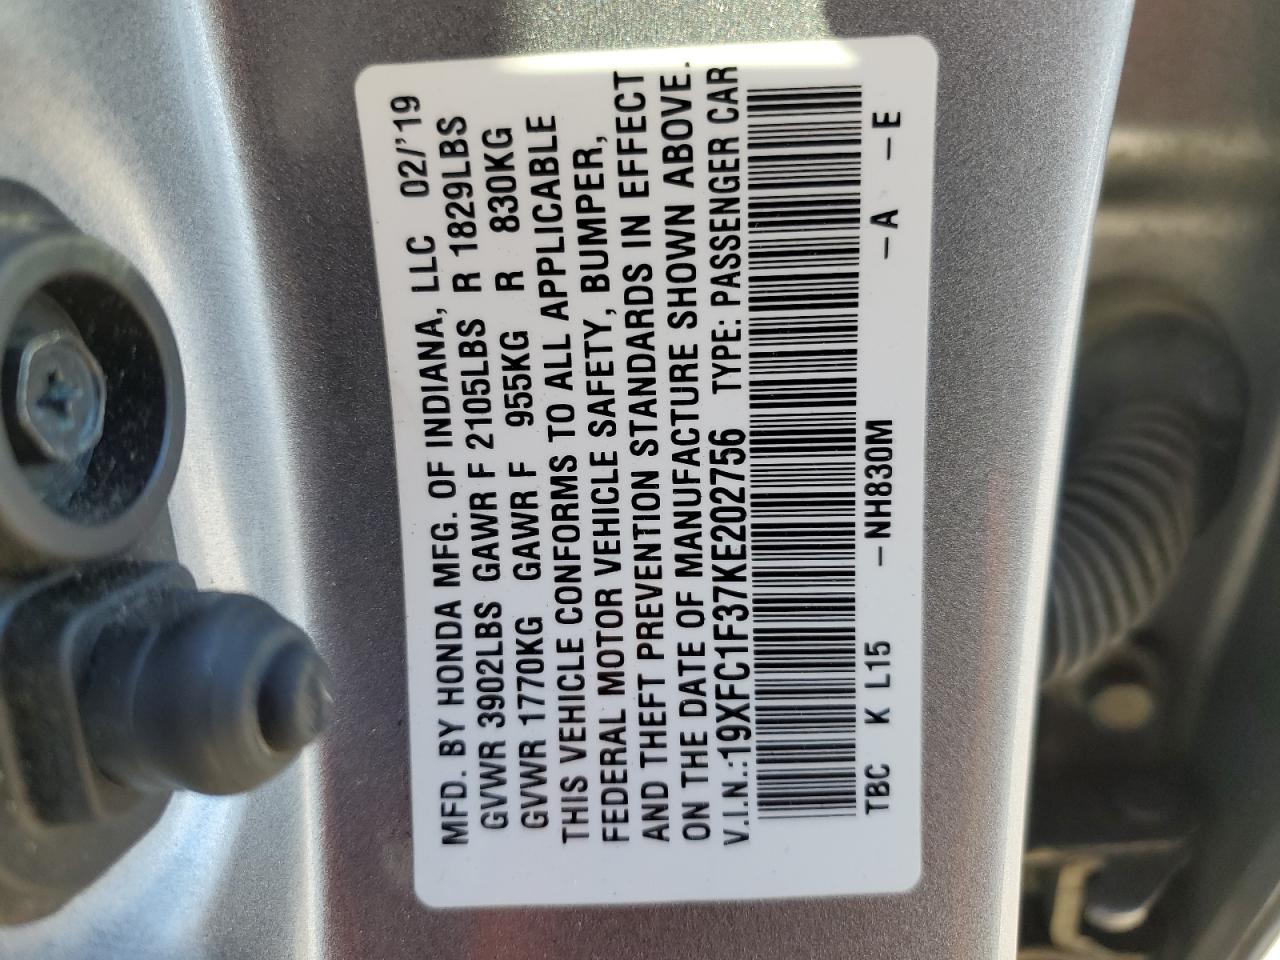 MFD. BY HONDA MFG. OF INDIANA, LLC 02/'19
GVWR 3902LBS GAWR F 2105LBS R 1829LBS
GVWR 1770KG GAWR F 955KG R 830KG
THIS VEHICLE CONFORMS TO ALL APPLICABLE
FEDERAL MOTOR VEHICLE SAFETY, BUMPER,
AND THEFT PREVENTION STANDARDS IN EFFECT
ON THE DATE OF MANUFACTURE SHOWN ABOVE.
V.I.N.:19XFC1F37KE202756 TYPE: PASSENGER CAR
TBC K L15 –NH830M –A –E